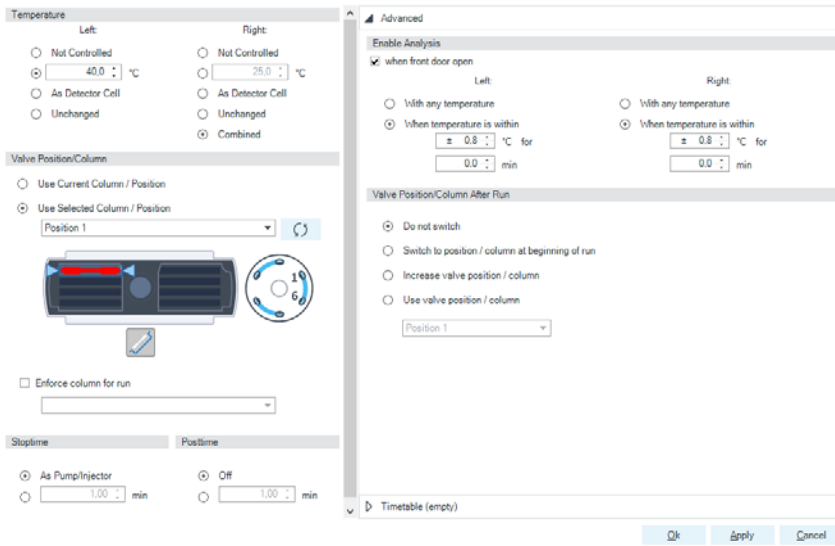 Temperature
Left:
Right:
Not Controlled
Not Controlled
40,0 °C
25,0 °C
As Detector Cell
As Detector Cell
Unchanged
Unchanged
Combined
Valve Position/Column
Use Current Column / Position
Use Selected Column / Position
Position 1
1
6
Enforce column for run
Stoptime
Posttime
As Pump/Injector
Off
1,00 min
1,00 min
Advanced
Enable Analysis
when front door open
Left:
Right:
With any temperature
With any temperature
When temperature is within
When temperature is within
± 0.8 °C for
± 0.8 °C for
0.0 min
0.0 min
Valve Position/Column After Run
Do not switch
Switch to position / column at beginning of run
Increase valve position / column
Use valve position / column
Position 1
Timetable (empty)
Ok Apply Cancel